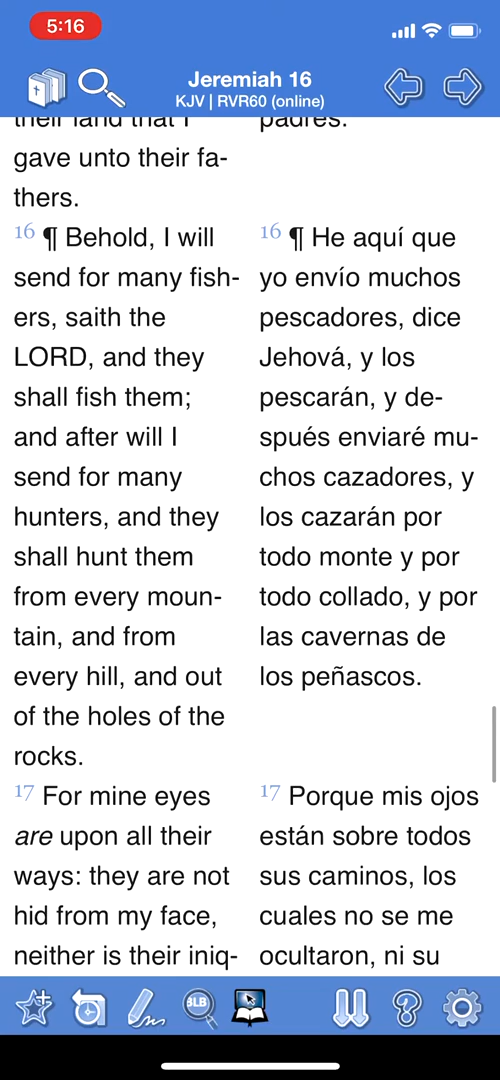 5:16
Jeremiah 16
KJV | RVR60 (online)
their land that I
gave unto their fa-
thers.
16 ¶ Behold, I will
send for many fish-
ers, saith the
LORD, and they
shall fish them;
and after will I
send for many
hunters, and they
shall hunt them
from every moun-
tain, and from
every hill, and out
of the holes of the
rocks.
17 For mine eyes
are upon all their
ways: they are not
hid from my face,
neither is their iniq-
padres.
16 ¶ He aquí que
yo envío muchos
pescadores, dice
Jehová, y los
pescarán, y de-
spués enviaré mu-
chos cazadores, y
los cazarán por
todo monte y por
todo collado, y por
las cavernas de
los peñascos.
17 Porque mis ojos
están sobre todos
sus caminos, los
cuales no se me
ocultaron, ni su
BLB